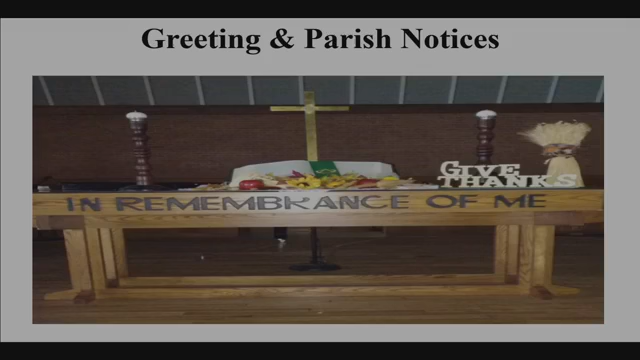 Greeting & Parish Notices
GIVE
THANKS
IN REMEMBRANCE OF ME